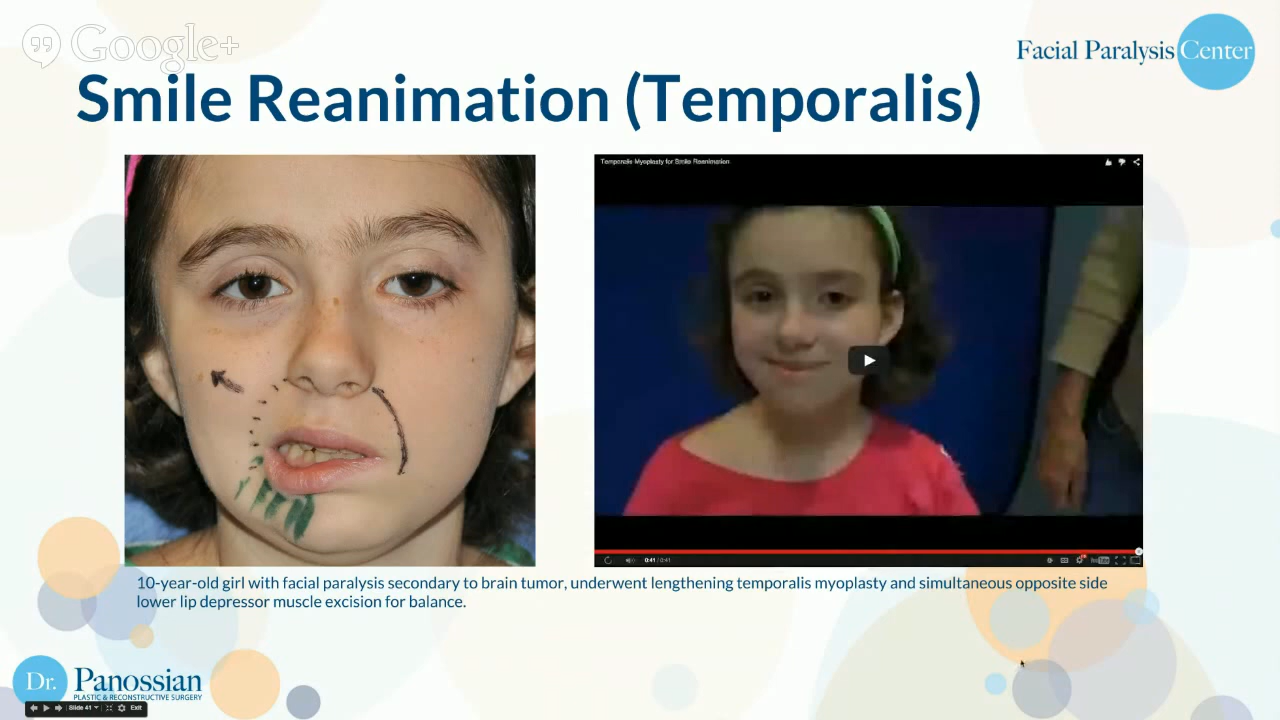 Google+
Facial Paralysis Center
Smile Reanimation (Temporalis)
Temporalis Myoplasty for Smile Reanimation
0:41 / 0:41
YouTube
10-year-old girl with facial paralysis secondary to brain tumor, underwent lengthening temporalis myoplasty and simultaneous opposite side
lower lip depressor muscle excision for balance.
Dr. Panossian
PLASTIC & RECONSTRUCTIVE SURGERY
Slide 41
Exit